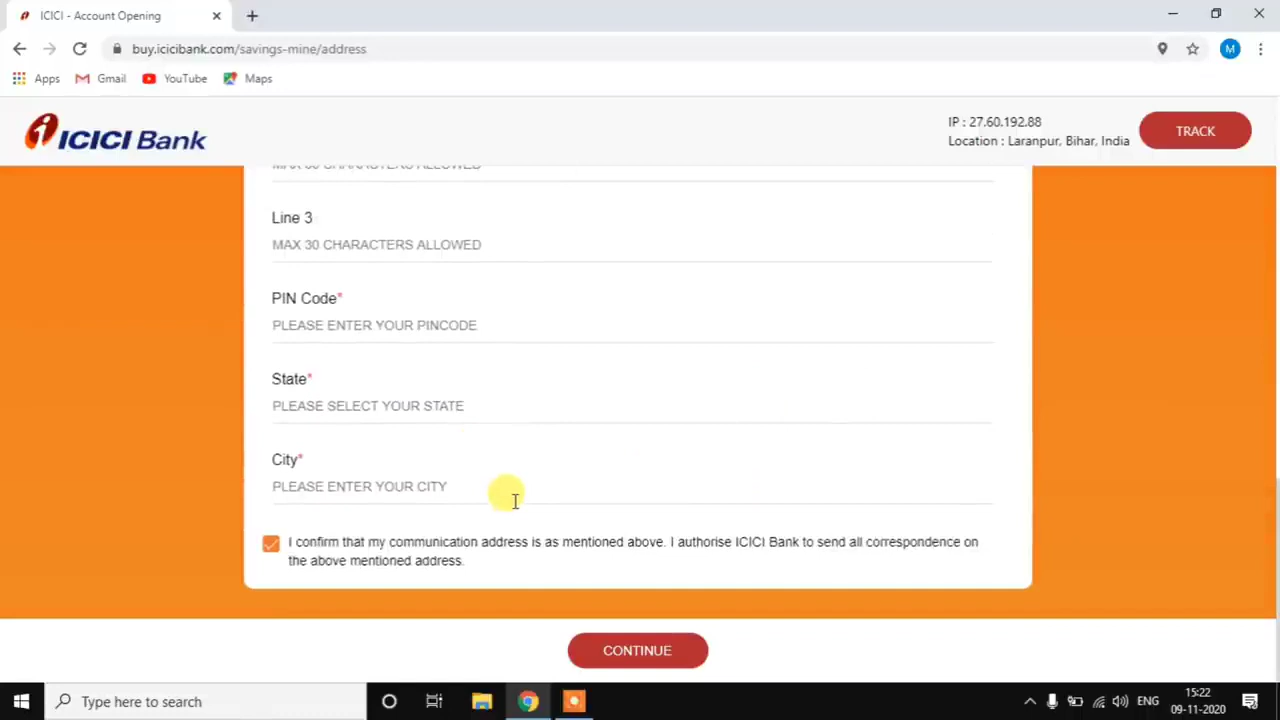 ICICI - Account Opening
buy.icicibank.com/savings-mine/address
M
Apps
Gmail
YouTube
Maps
ICICI Bank
IP : 27.60.192.88
Location : Laranpur, Bihar, India
TRACK
MAX 30 CHARACTERS ALLOWED
Line 3
MAX 30 CHARACTERS ALLOWED
PIN Code*
PLEASE ENTER YOUR PINCODE
State*
PLEASE SELECT YOUR STATE
City*
PLEASE ENTER YOUR CITY
I confirm that my communication address is as mentioned above. I authorise ICICI Bank to send all correspondence on
the above mentioned address.
CONTINUE
Type here to search
ENG
15:22
09-11-2020